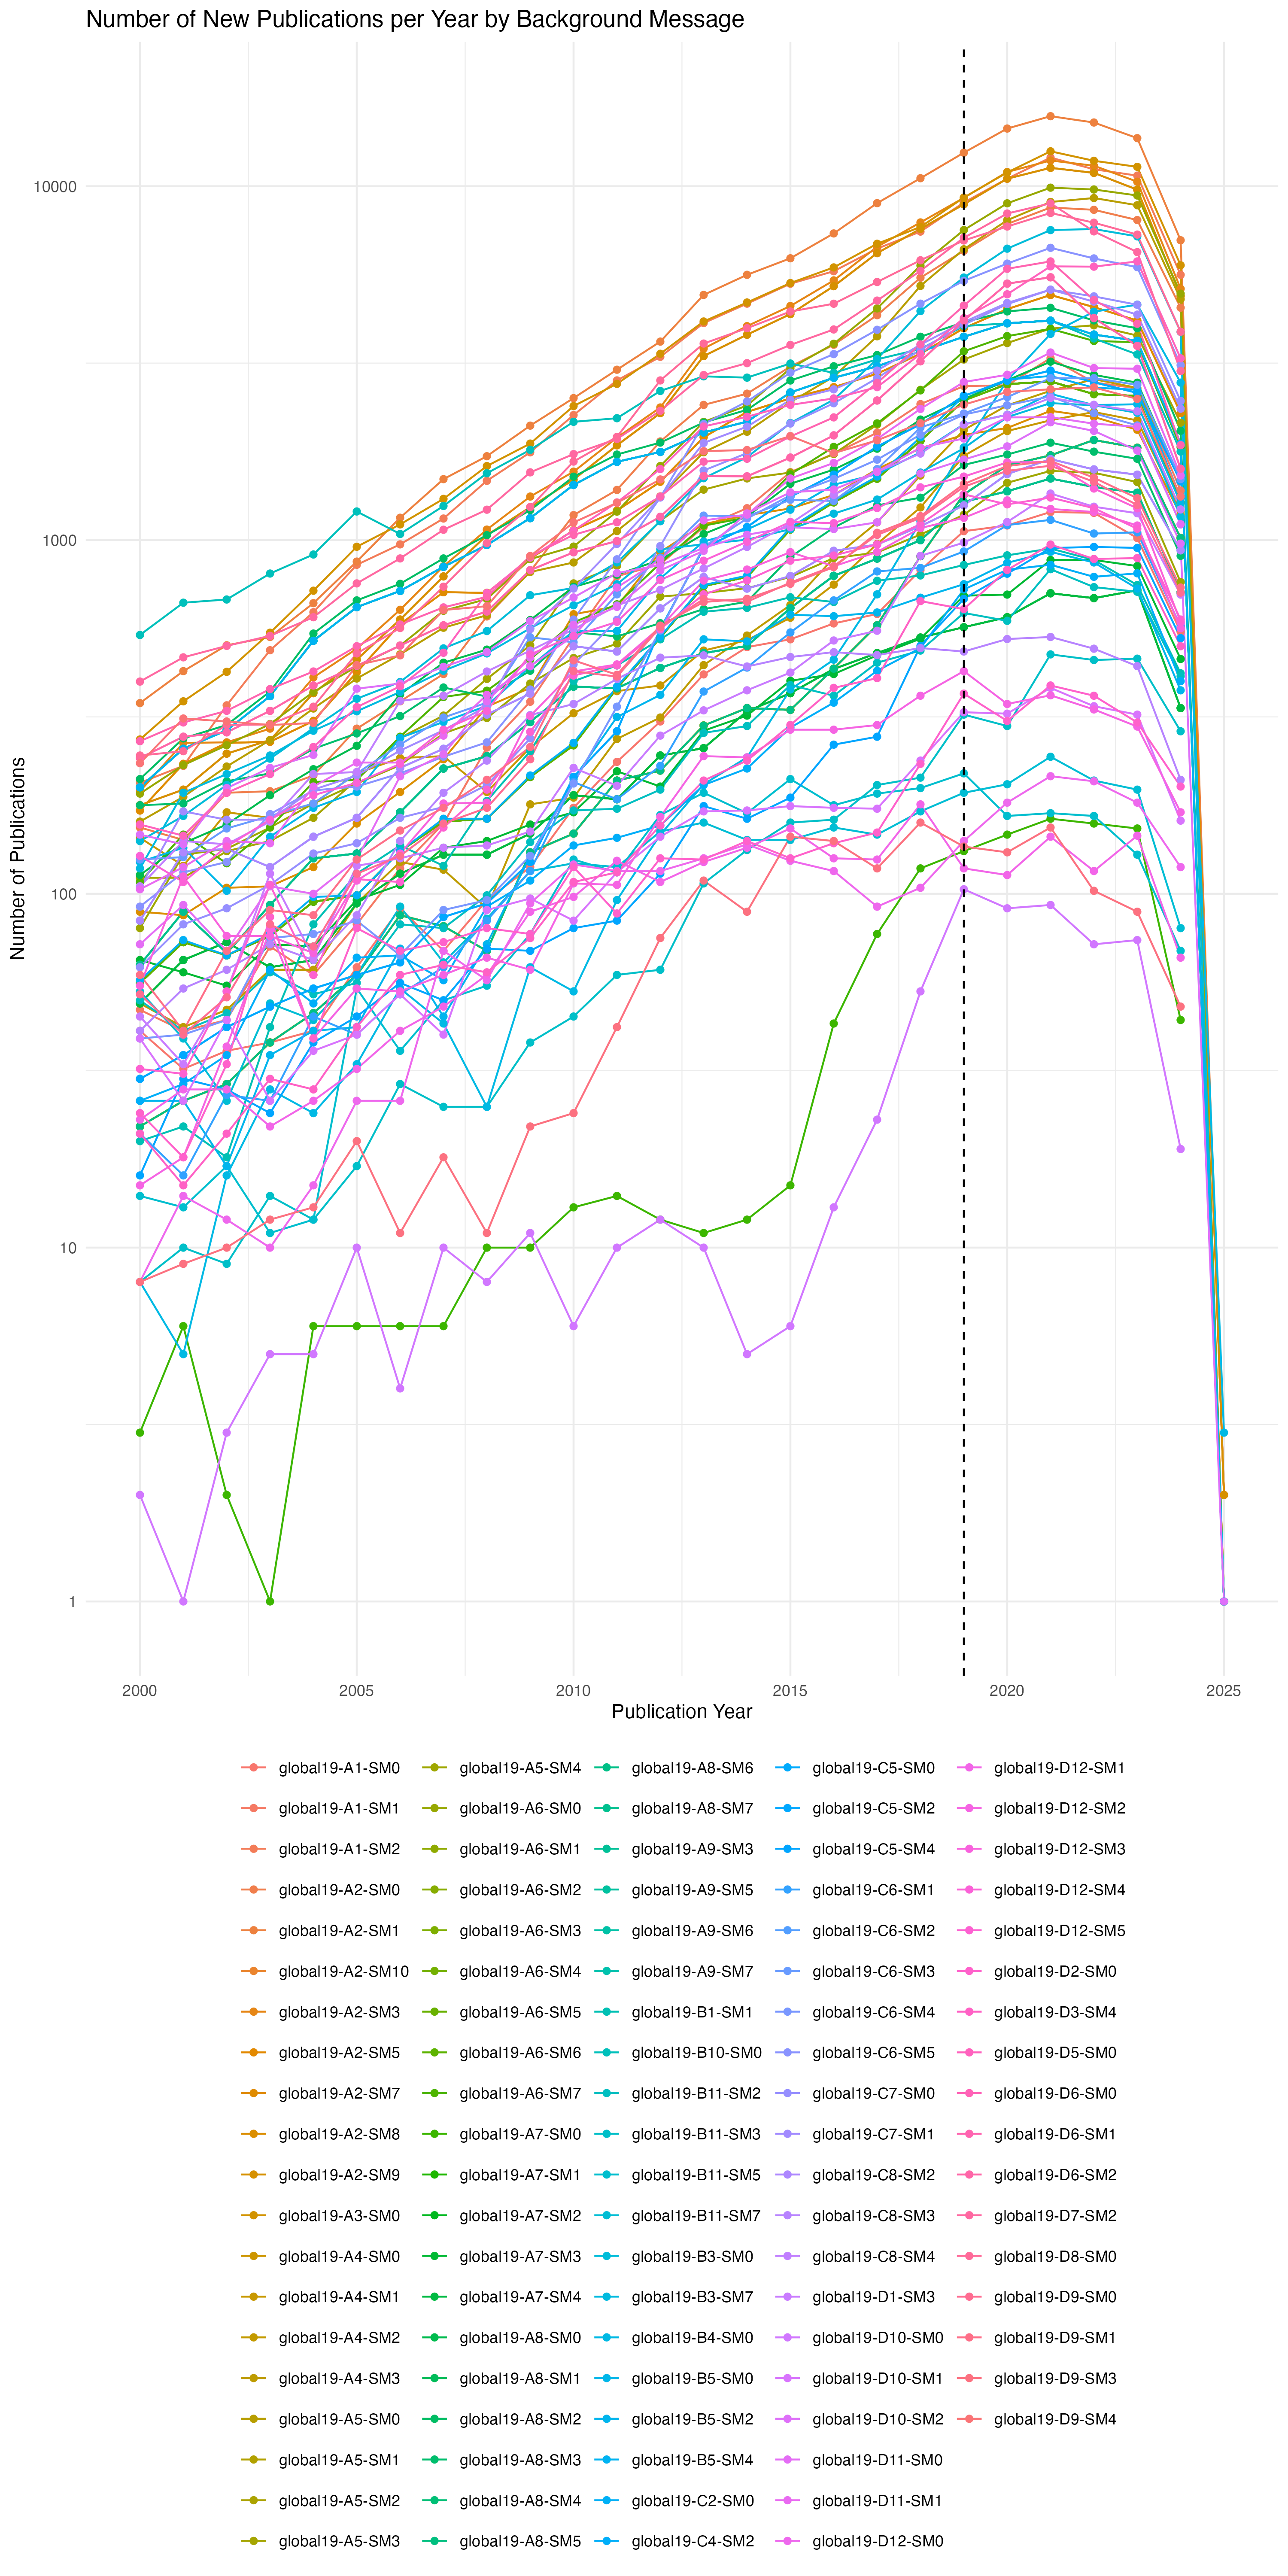 Number of New Publications per Year by Background Message
Number of Publications
10000
1000
100
10
1
2000 2005 2010 2015 2020 2025
Publication Year
global19-A1-SM0 global19-A5-SM4 global19-A8-SM6 global19-C5-SM0 global19-D12-SM1
global19-A1-SM1 global19-A6-SM0 global19-A8-SM7 global19-C5-SM2 global19-D12-SM2
global19-A1-SM2 global19-A6-SM1 global19-A9-SM3 global19-C5-SM4 global19-D12-SM3
global19-A2-SM0 global19-A6-SM2 global19-A9-SM5 global19-C6-SM1 global19-D12-SM4
global19-A2-SM1 global19-A6-SM3 global19-A9-SM6 global19-C6-SM2 global19-D12-SM5
global19-A2-SM10 global19-A6-SM4 global19-A9-SM7 global19-C6-SM3 global19-D2-SM0
global19-A2-SM3 global19-A6-SM5 global19-B1-SM1 global19-C6-SM4 global19-D3-SM4
global19-A2-SM5 global19-A6-SM6 global19-B10-SM0 global19-C6-SM5 global19-D5-SM0
global19-A2-SM7 global19-A6-SM7 global19-B11-SM2 global19-C7-SM0 global19-D6-SM0
global19-A2-SM8 global19-A7-SM0 global19-B11-SM3 global19-C7-SM1 global19-D6-SM1
global19-A2-SM9 global19-A7-SM1 global19-B11-SM5 global19-C8-SM2 global19-D6-SM2
global19-A3-SM0 global19-A7-SM2 global19-B11-SM7 global19-C8-SM3 global19-D7-SM2
global19-A4-SM0 global19-A7-SM3 global19-B3-SM0 global19-C8-SM4 global19-D8-SM0
global19-A4-SM1 global19-A7-SM4 global19-B3-SM7 global19-D1-SM3 global19-D9-SM0
global19-A4-SM2 global19-A8-SM0 global19-B4-SM0 global19-D10-SM0 global19-D9-SM1
global19-A4-SM3 global19-A8-SM1 global19-B5-SM0 global19-D10-SM1 global19-D9-SM3
global19-A5-SM0 global19-A8-SM2 global19-B5-SM2 global19-D10-SM2 global19-D9-SM4
global19-A5-SM1 global19-A8-SM3 global19-B5-SM4 global19-D11-SM0
global19-A5-SM2 global19-A8-SM4 global19-C2-SM0 global19-D11-SM1
global19-A5-SM3 global19-A8-SM5 global19-C4-SM2 global19-D12-SM0